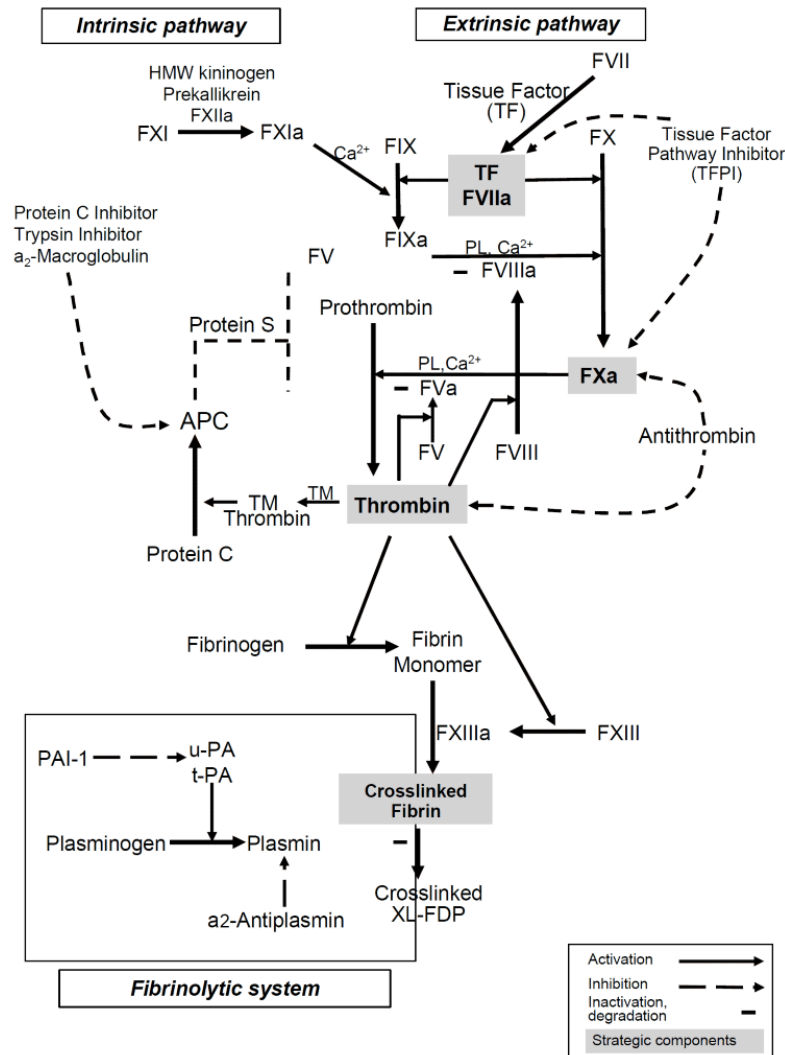 Intrinsic pathway
Extrinsic pathway
HMW kininogen
Prekallikrein
FXIIa
FXI
FXIa
Ca²⁺
FIX
FIXa
FVII
Tissue Factor
(TF)
TF
FVIIa
FX
Tissue Factor
Pathway Inhibitor
(TFPI)
Protein C Inhibitor
Trypsin Inhibitor
a₂-Macroglobulin
FV
PL, Ca²⁺
FVIIIa
Protein S
Prothrombin
PL,Ca²⁺
FVa
FXa
APC
FV
FVIII
Antithrombin
TM
Thrombin
TM
Thrombin
Protein C
Fibrinogen
Fibrin
Monomer
FXIIIa
FXIII
PAI-1
u-PA
t-PA
Crosslinked
Fibrin
Plasminogen
Plasmin
a2-Antiplasmin
Crosslinked
XL-FDP
Fibrinolytic system
Activation
Inhibition
Inactivation,
degradation
Strategic components